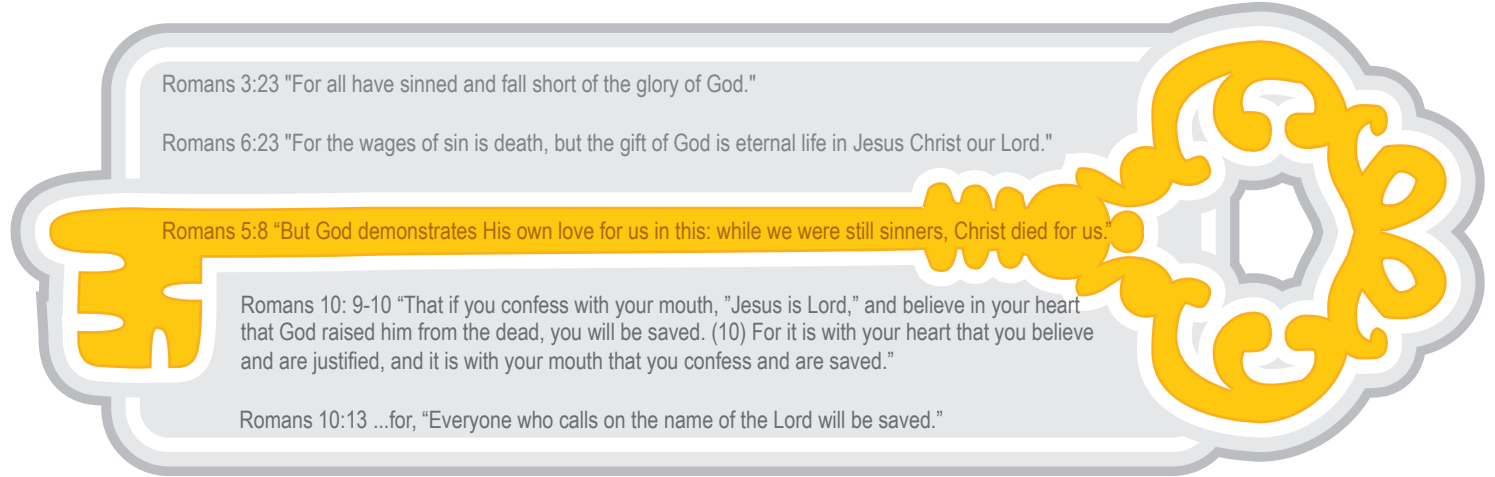 Romans 3:23 "For all have sinned and fall short of the glory of God."
Romans 6:23 "For the wages of sin is death, but the gift of God is eternal life in Jesus Christ our Lord."
Romans 5:8 “But God demonstrates His own love for us in this: while we were still sinners, Christ died for us.”
Romans 10: 9-10 “That if you confess with your mouth, ”Jesus is Lord,” and believe in your heart
that God raised him from the dead, you will be saved. (10) For it is with your heart that you believe
and are justified, and it is with your mouth that you confess and are saved.”
Romans 10:13 ...for, “Everyone who calls on the name of the Lord will be saved.”